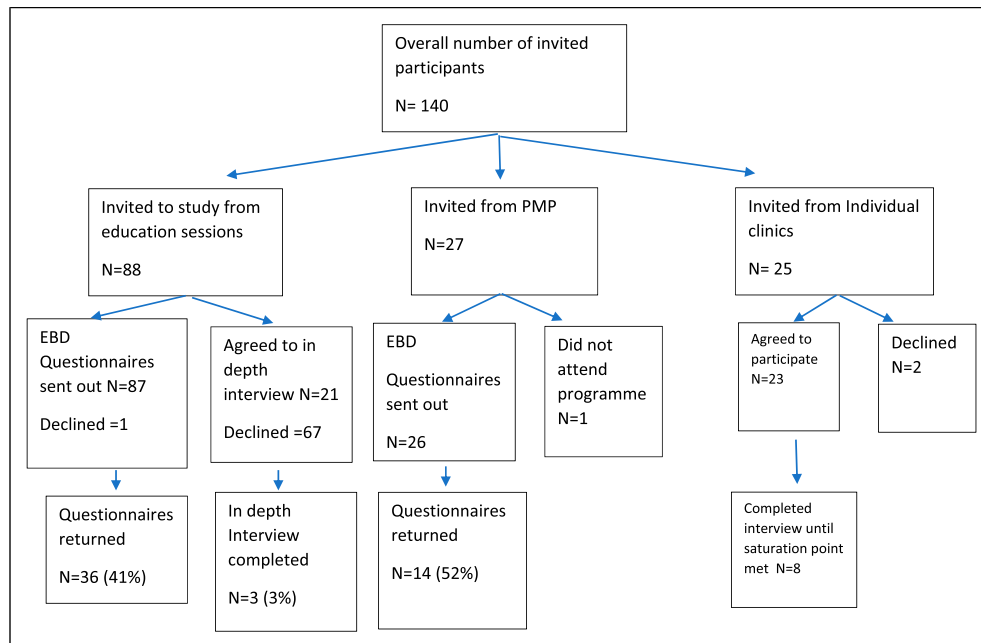 Overall number of invited
participants
N= 140
Invited to study from
education sessions
N=88
Invited from PMP
N=27
Invited from Individual
clinics
N= 25
EBD
Questionnaires
sent out N=87
Declined =1
Agreed to in
depth
interview N=21
Declined =67
EBD
Questionnaires
sent out
N=26
Did not
attend
programme
N=1
Agreed to
participate
N=23
Declined
N=2
Questionnaires
returned
N=36 (41%)
In depth
Interview
completed
N=3 (3%)
Questionnaires
returned
N=14 (52%)
Completed
interview until
saturation point
met N=8